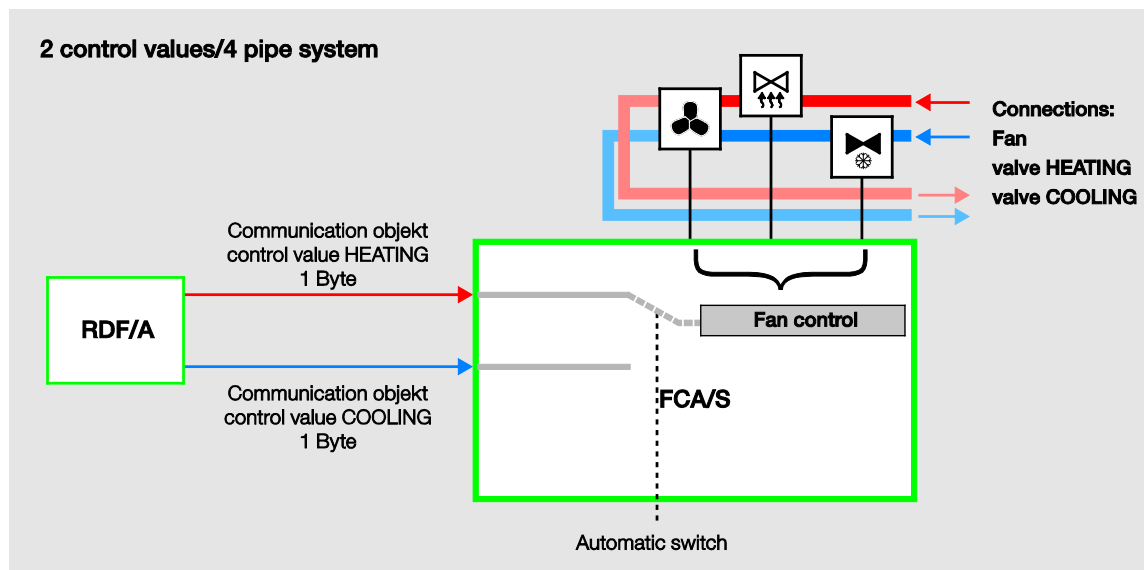 2 control values/4 pipe system
Connections:
Fan
valve HEATING
valve COOLING
Communication objekt
control value HEATING
1 Byte
RDF/A
Fan control
Communication objekt
control value COOLING
1 Byte
FCA/S
Automatic switch